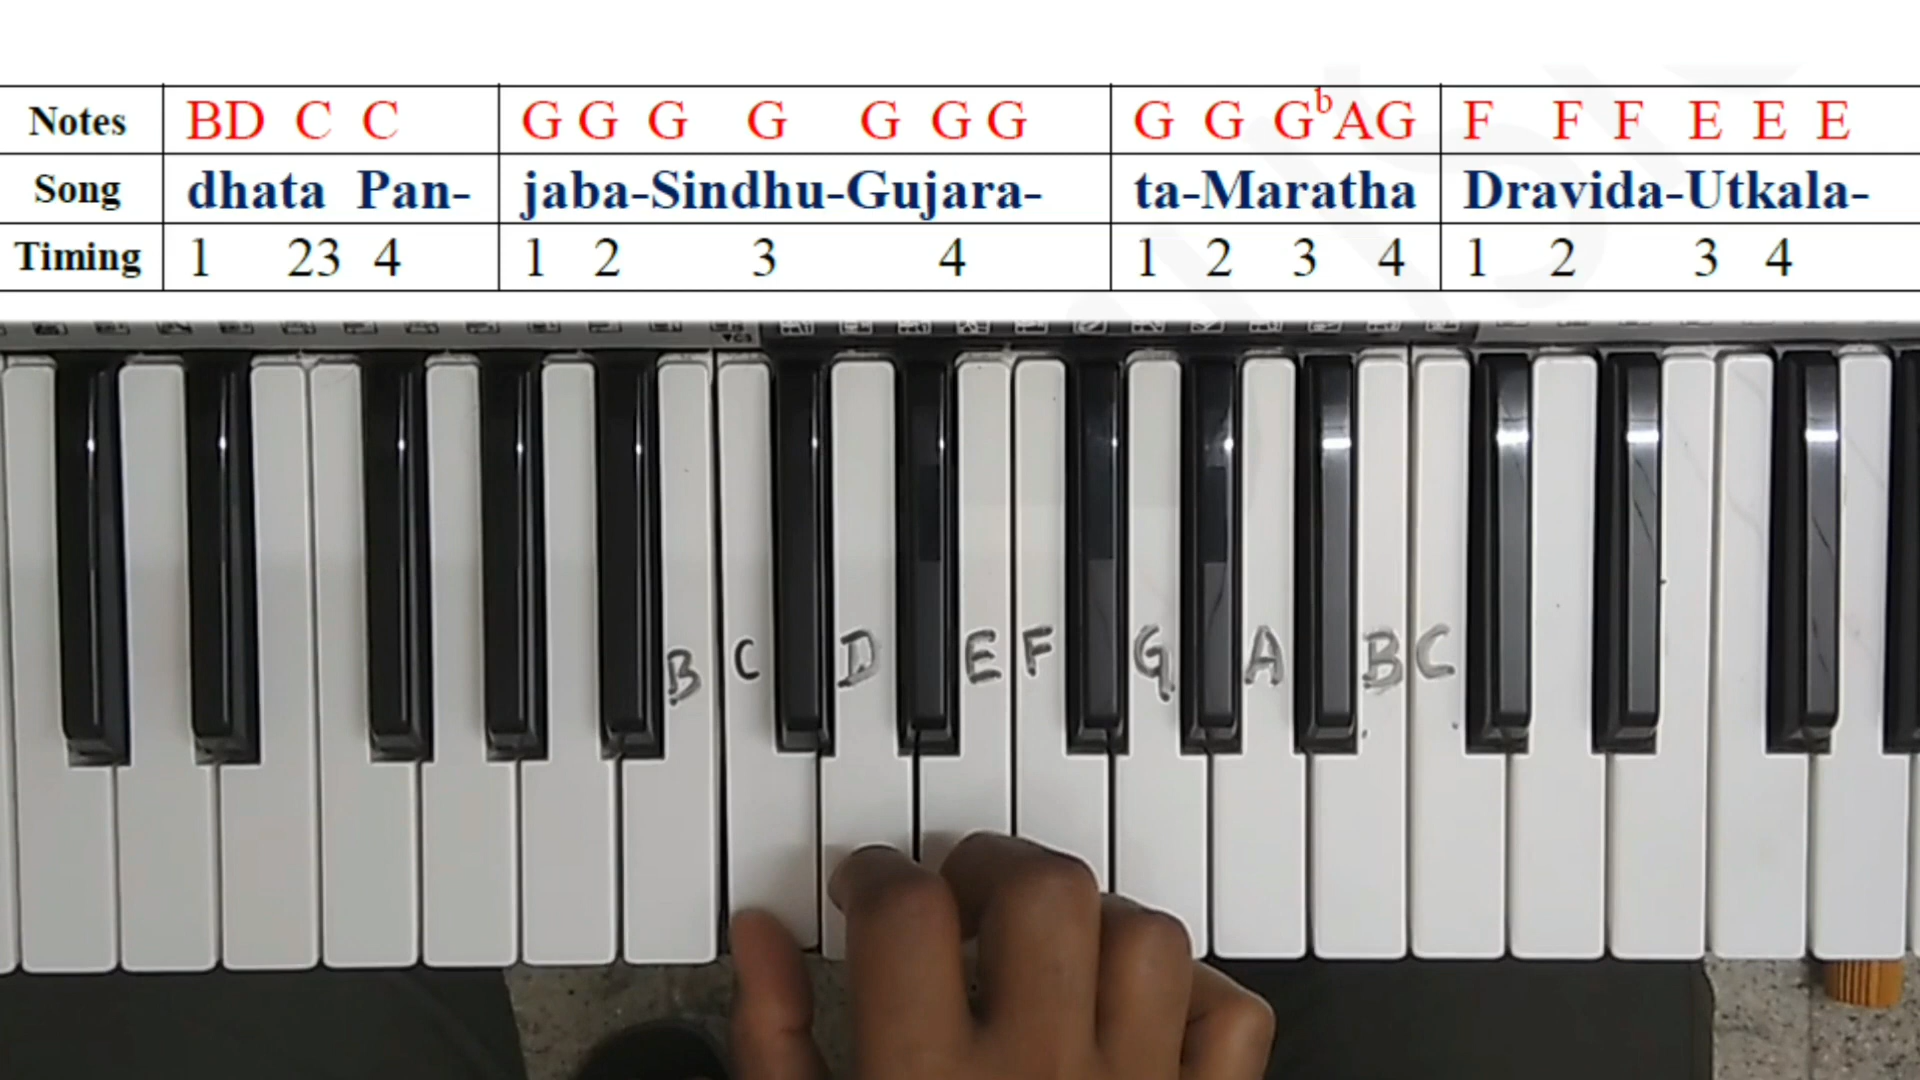 Notes BD C C G G G G G G G G G GᵇAG F F F E E E
Song dhata Pan- jaba-Sindhu-Gujara- ta-Maratha Dravida-Utkala-
Timing 1 23 4 1 2 3 4 1 2 3 4 1 2 3 4
B C D E F G A B C